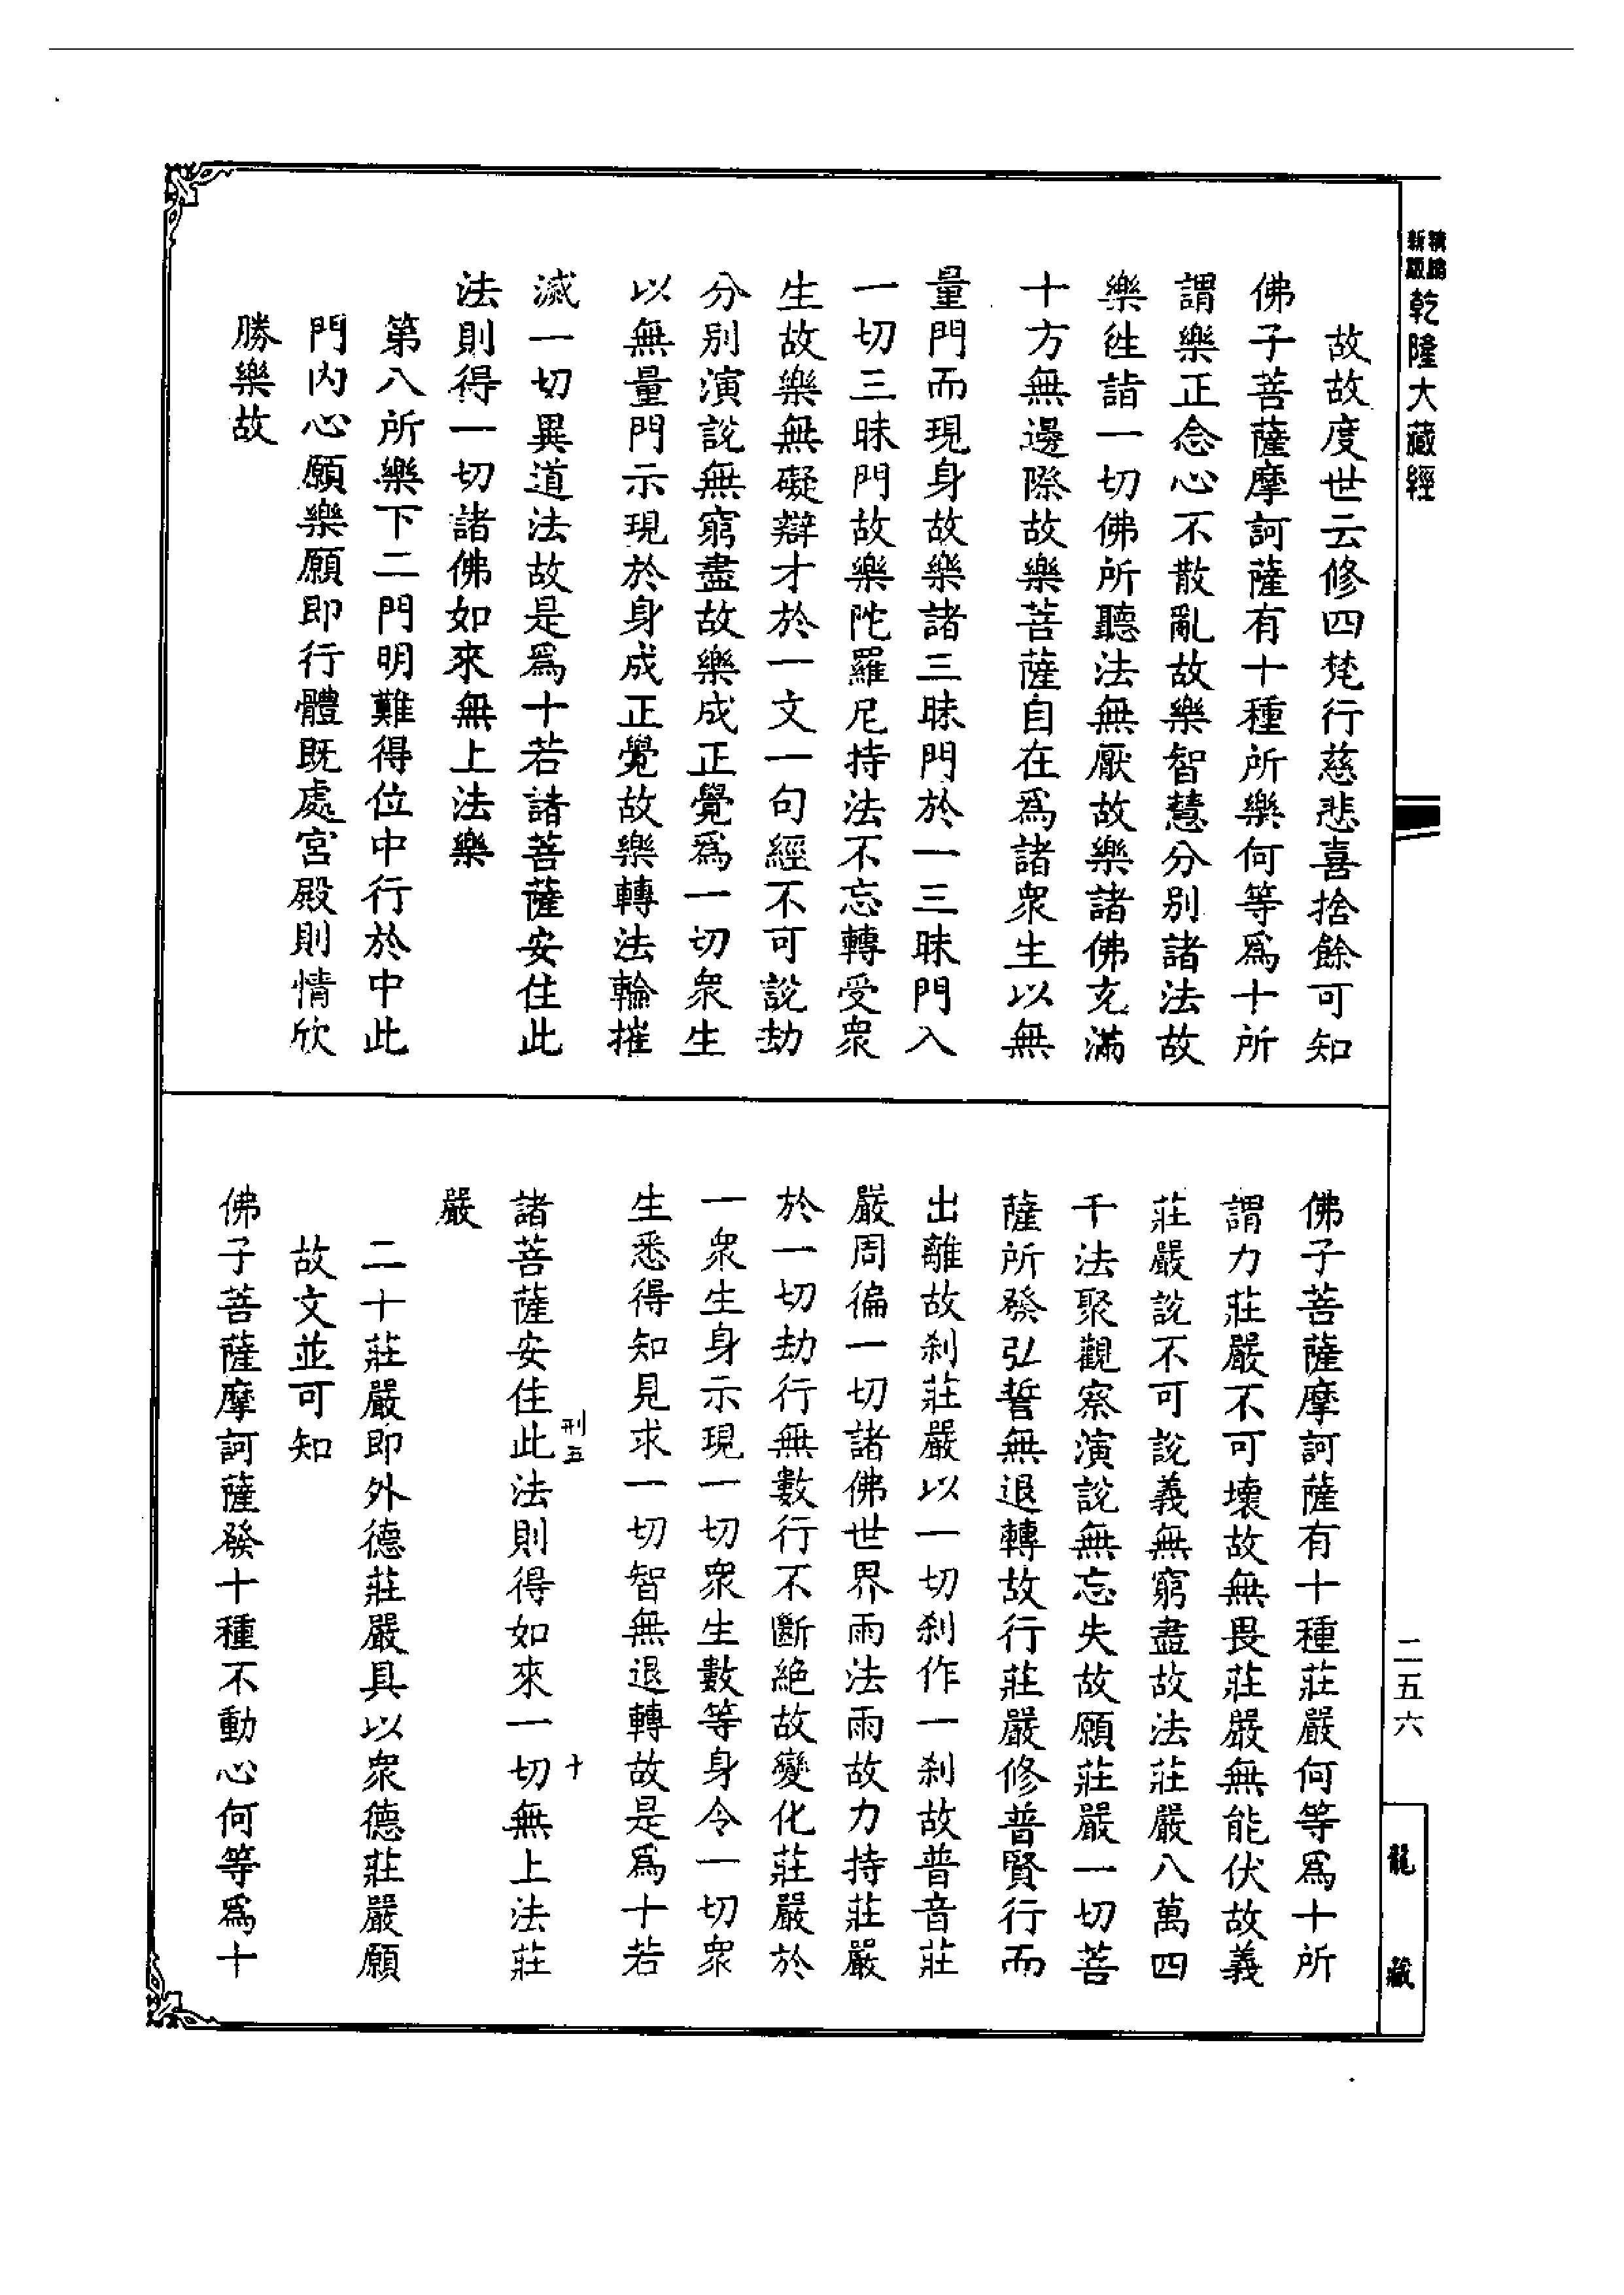 精編
新版
乾隆大藏經
故故度世云修四梵行慈悲喜捨餘可知
佛子菩薩摩訶薩有十種所樂何等爲十所
謂樂正念心不散亂故樂智慧分別諸法故
樂徃詣一切佛所聽法無厭故樂諸佛充滿
十方無邊際故樂菩薩自在爲諸衆生以無
量門而現身故樂諸三昧門於一三昧門入
一切三昧門故樂陀羅尼持法不忘轉受衆
生故樂無礙辯才於一文一句經不可說劫
分別演說無窮盡故樂成正覺爲一切衆生
以無量門示現於身成正覺故樂轉法輪摧
滅一切異道法故是爲十若諸菩薩安住此
法則得一切諸佛如來無上法樂
第八所樂下二門明難得位中行於中此
門內心願樂願即行體既處宮殿則情欣
勝樂故
佛子菩薩摩訶薩有十種莊嚴何等爲十所
謂力莊嚴不可壞故無畏莊嚴無能伏故義
莊嚴說不可說義無窮盡故法莊嚴八萬四
千法聚觀察演說無忘失故願莊嚴一切菩
薩所發弘誓無退轉故行莊嚴修普賢行而
出離故刹莊嚴以一切刹作一刹故普音莊
嚴周徧一切諸佛世界雨法雨故力持莊嚴
於一切劫行無數行不斷絶故變化莊嚴於
一衆生身示現一切衆生數等身令一切衆
生悉得知見求一切智無退轉故是爲十若
刑五 十
諸菩薩安住此法則得如來一切無上法莊
嚴
二十莊嚴即外德莊嚴具以衆德莊嚴願
故文並可知
佛子菩薩摩訶薩發十種不動心何等爲十
二五六
龍藏